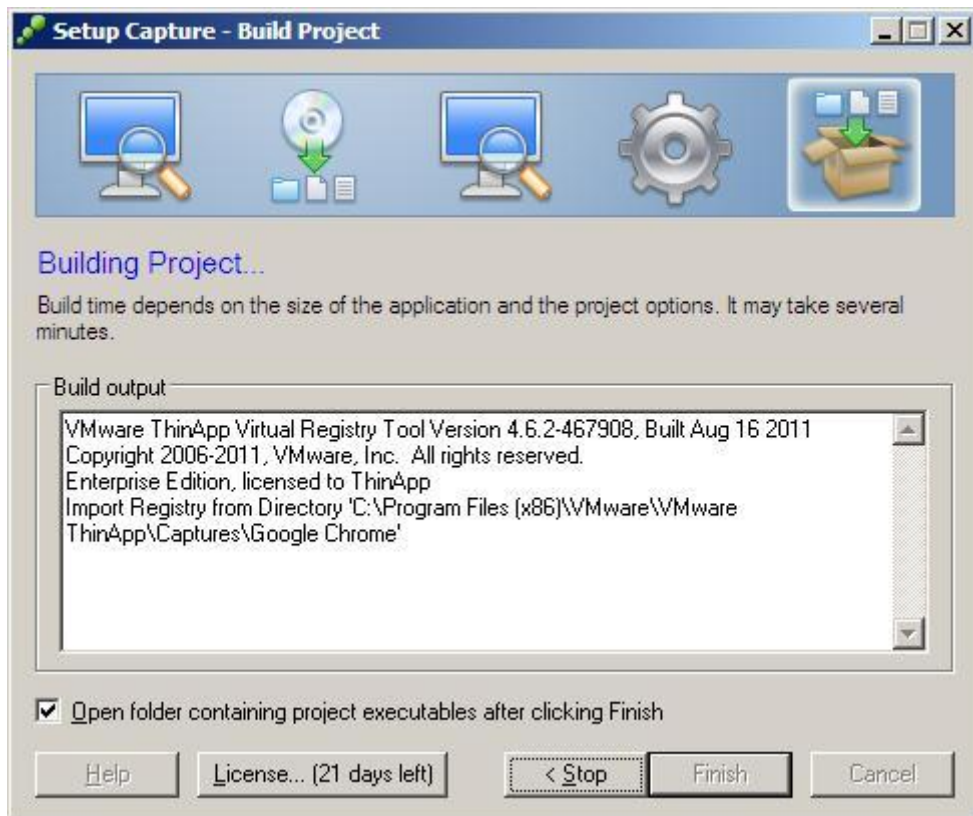 Setup Capture - Build Project
Building Project...
Build time depends on the size of the application and the project options. It may take several
minutes.
Build output
VMware ThinApp Virtual Registry Tool Version 4.6.2-467908, Built Aug 16 2011
Copyright 2006-2011, VMware, Inc.  All rights reserved.
Enterprise Edition, licensed to ThinApp
Import Registry from Directory 'C:\Program Files (x86)\VMware\VMware
ThinApp\Captures\Google Chrome'
Open folder containing project executables after clicking Finish
Help
License... (21 days left)
< Stop
Finish
Cancel